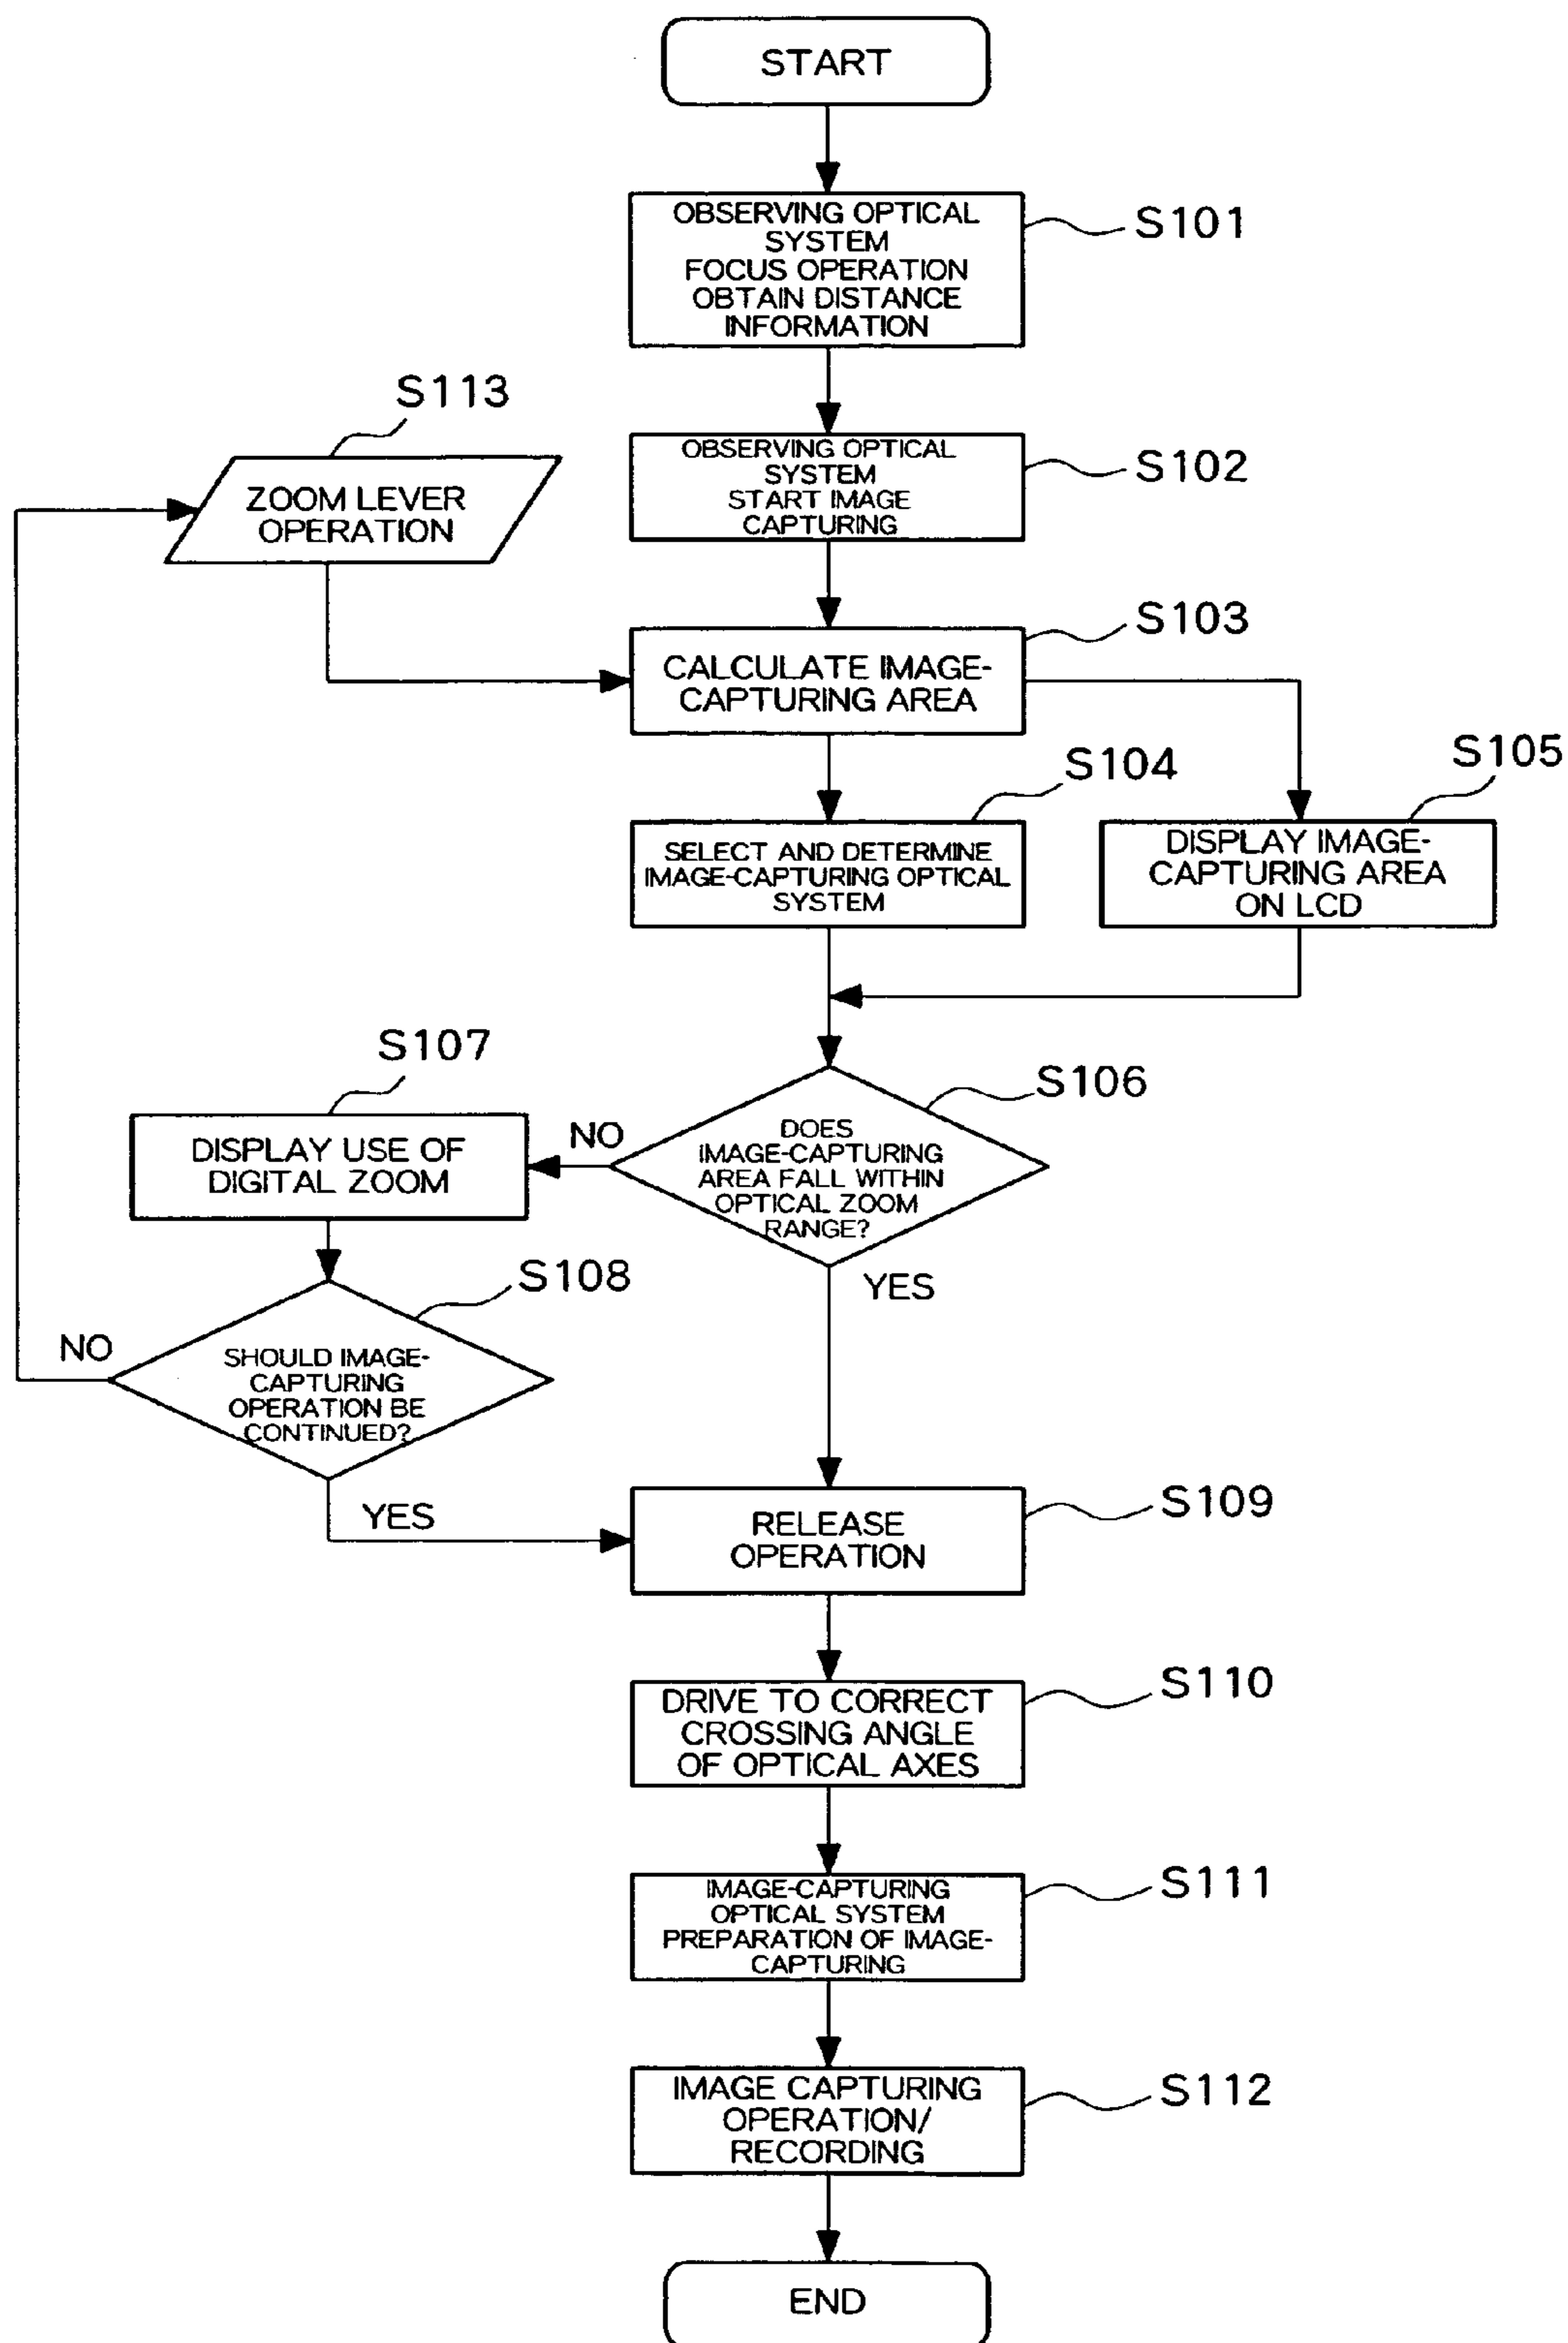 START
OBSERVING OPTICAL
SYSTEM
FOCUS OPERATION
OBTAIN DISTANCE
INFORMATION
S101
S113
ZOOM LEVER
OPERATION
OBSERVING OPTICAL
SYSTEM
START IMAGE
CAPTURING
S102
CALCULATE IMAGE-
CAPTURING AREA
S103
S104
SELECT AND DETERMINE
IMAGE-CAPTURING OPTICAL
SYSTEM
S105
DISPLAY IMAGE-
CAPTURING AREA
ON LCD
S106
DOES
IMAGE-CAPTURING
AREA FALL WITHIN
OPTICAL ZOOM
RANGE?
NO
YES
S107
DISPLAY USE OF
DIGITAL ZOOM
S108
SHOULD IMAGE-
CAPTURING
OPERATION BE
CONTINUED?
NO
YES
RELEASE
OPERATION
S109
DRIVE TO CORRECT
CROSSING ANGLE
OF OPTICAL AXES
S110
IMAGE-CAPTURING
OPTICAL SYSTEM
PREPARATION OF IMAGE-
CAPTURING
S111
IMAGE CAPTURING
OPERATION/
RECORDING
S112
END